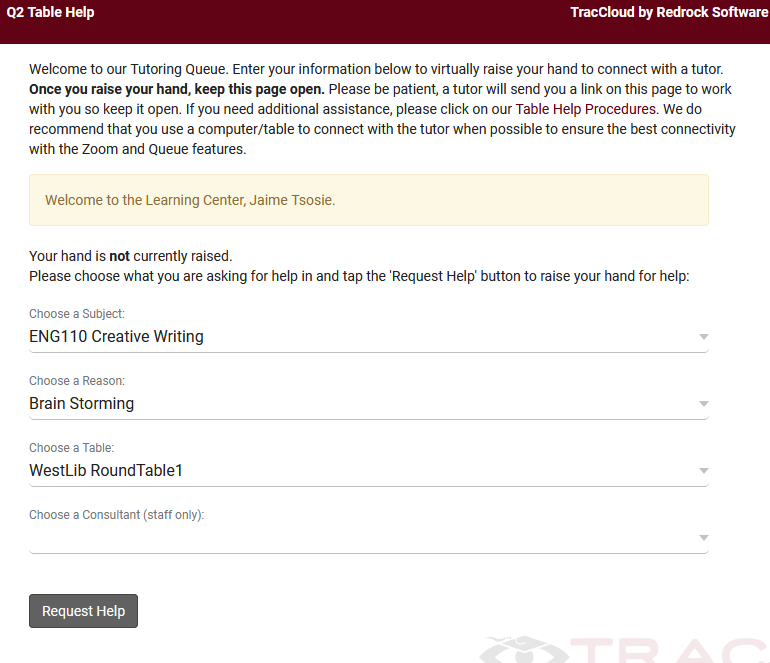 Q2 Table Help
TracCloud by Redrock Software
Welcome to our Tutoring Queue. Enter your information below to virtually raise your hand to connect with a tutor.
Once you raise your hand, keep this page open. Please be patient, a tutor will send you a link on this page to work
with you so keep it open. If you need additional assistance, please click on our Table Help Procedures. We do
recommend that you use a computer/table to connect with the tutor when possible to ensure the best connectivity
with the Zoom and Queue features.
Welcome to the Learning Center, Jaime Tsosie.
Your hand is not currently raised.
Please choose what you are asking for help in and tap the 'Request Help' button to raise your hand for help:
Choose a Subject:
ENG110 Creative Writing
Choose a Reason:
Brain Storming
Choose a Table:
WestLib RoundTable1
Choose a Consultant (staff only):
Request Help
TRAC